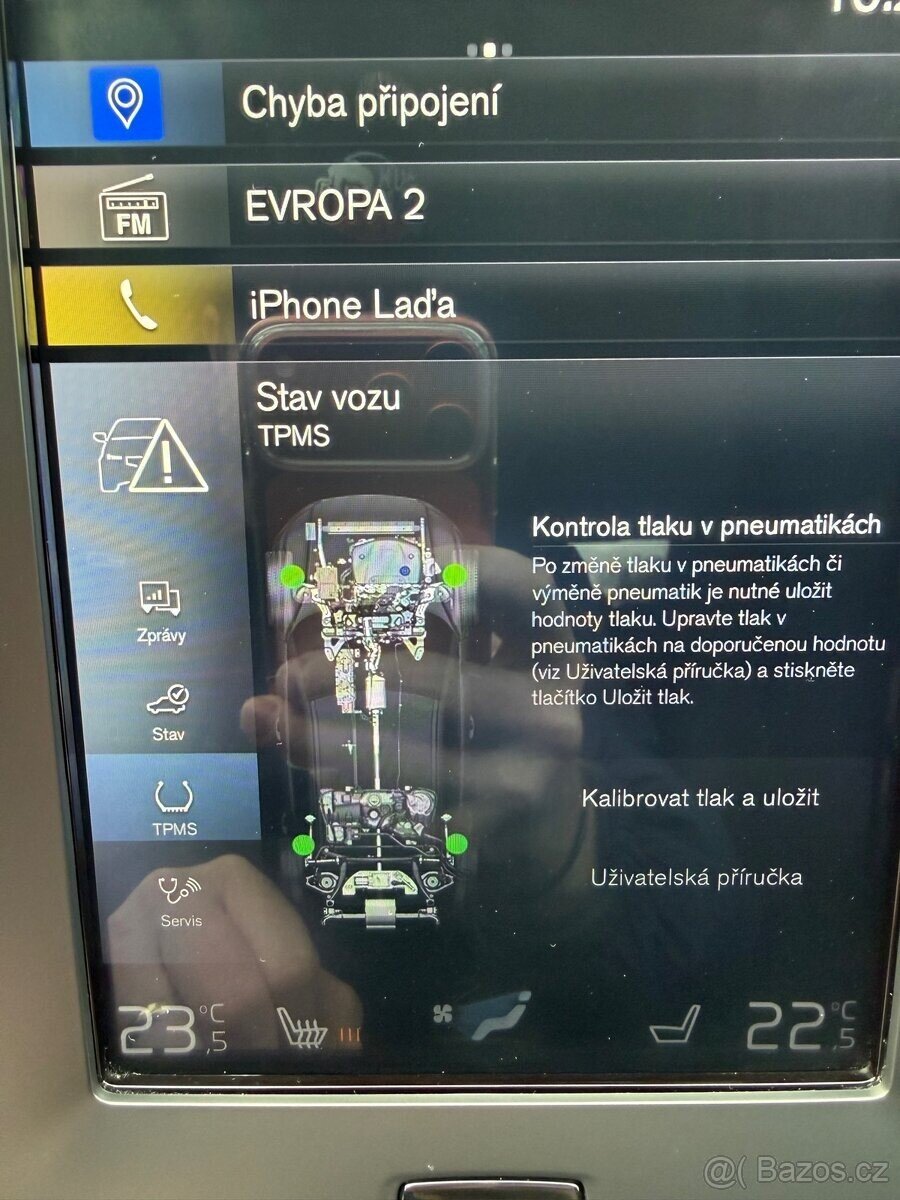 Chyba připojení
FM
EVROPA 2
iPhone Laďa
Stav vozu
TPMS
Kontrola tlaku v pneumatikách
Po změně tlaku v pneumatikách či
výměně pneumatik je nutné uložit
hodnoty tlaku. Upravte tlak v
pneumatikách na doporučenou hodnotu
(viz Uživatelská příručka) a stiskněte
tlačítko Uložit tlak.
Zprávy
Stav
TPMS
Servis
Kalibrovat tlak a uložit
Uživatelská příručka
23,5 °C
22,5 °C
@( Bazos.cz